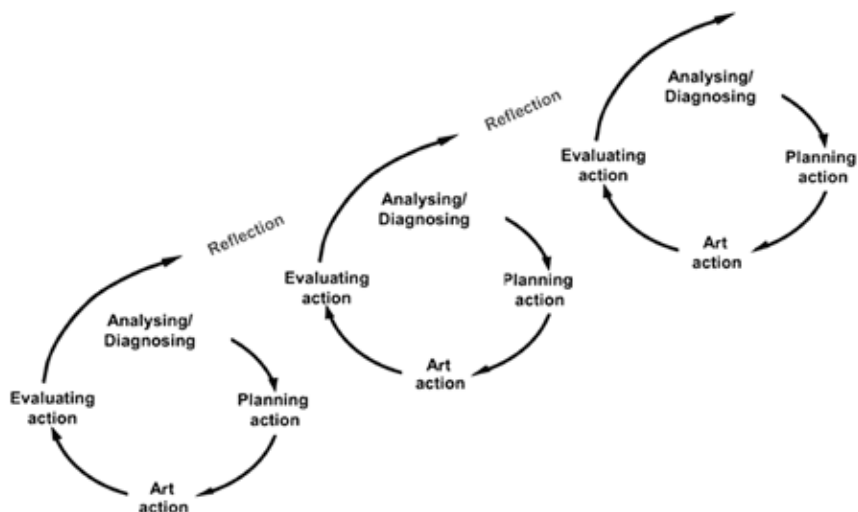 Analysing/
Diagnosing
Planning
action
Art
action
Evaluating
action
Reflection
Analysing/
Diagnosing
Planning
action
Art
action
Evaluating
action
Reflection
Analysing/
Diagnosing
Planning
action
Art
action
Evaluating
action